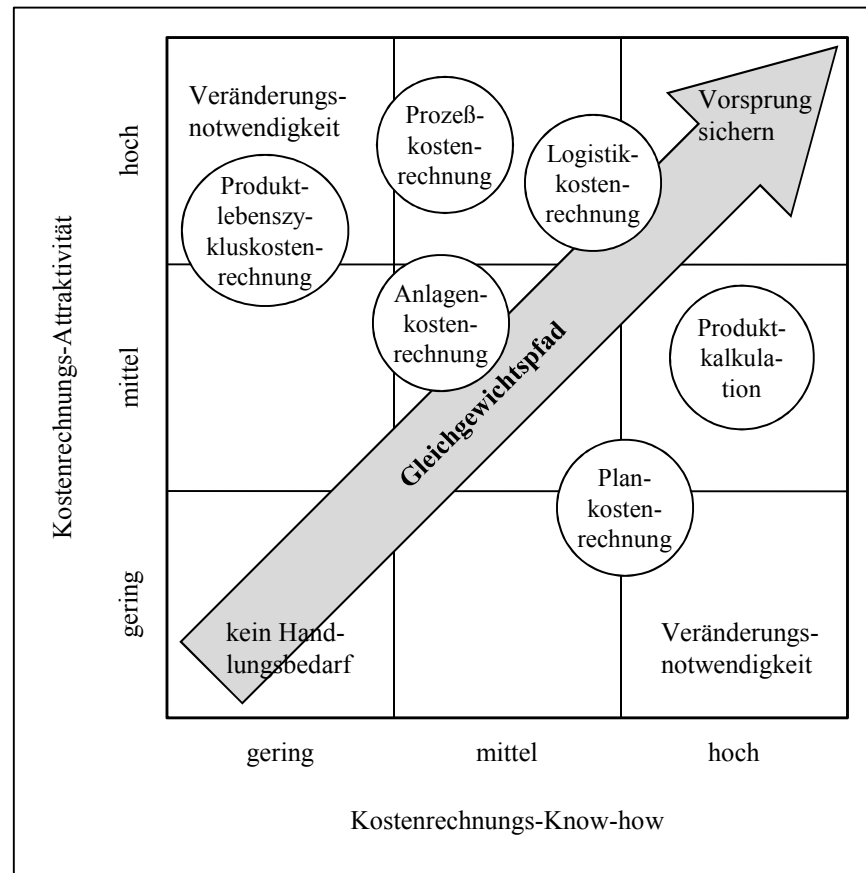 Kostenrechnungs-Attraktivität
hoch
mittel
gering
Veränderungs-
notwendigkeit
Prozeß-
kosten-
rechnung
Logistik-
kosten-
rechnung
Vorsprung
sichern
Produkt-
lebenszy-
kluskosten-
rechnung
Anlagen-
kosten-
rechnung
Gleichgewichtspfad
Produkt-
kalkula-
tion
Plan-
kosten-
rechnung
kein Hand-
lungsbedarf
Veränderungs-
notwendigkeit
gering
mittel
hoch
Kostenrechnungs-Know-how